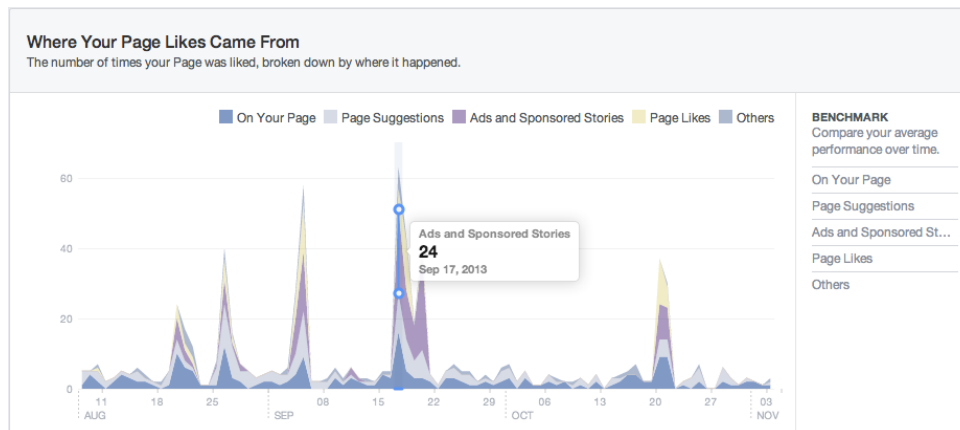 Where Your Page Likes Came From
The number of times your Page was liked, broken down by where it happened.
On Your Page Page Suggestions Ads and Sponsored Stories Page Likes Others
60
40
20
0
Ads and Sponsored Stories
24
Sep 17, 2013
11 18 25 08 15 22 29 06 13 20 27 03
AUG SEP OCT NOV
BENCHMARK
Compare your average
performance over time.
On Your Page
Page Suggestions
Ads and Sponsored St...
Page Likes
Others